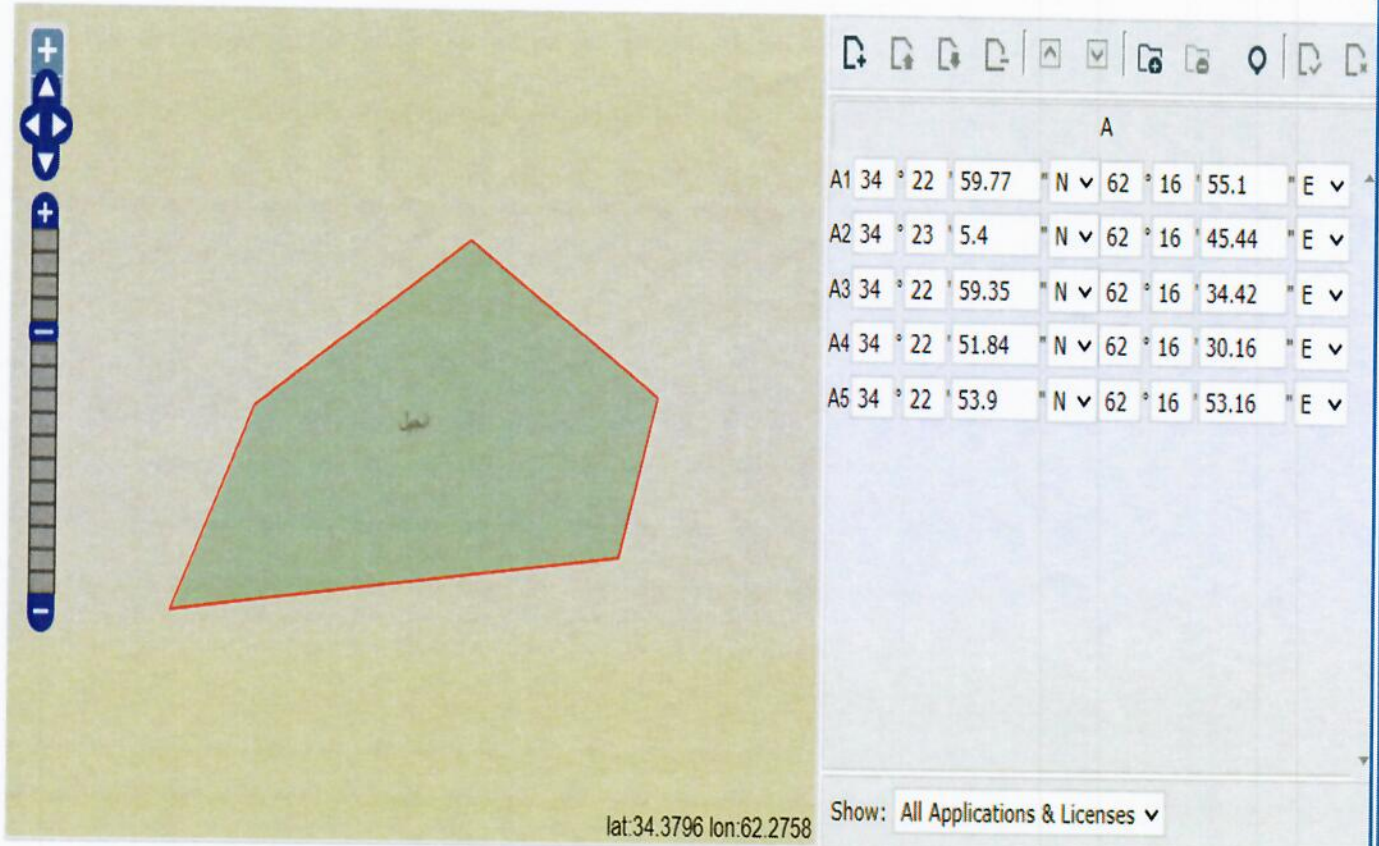 A
A1 34 ° 22 ' 59.77 " N 62 ° 16 ' 55.1 " E
A2 34 ° 23 ' 5.4 " N 62 ° 16 ' 45.44 " E
A3 34 ° 22 ' 59.35 " N 62 ° 16 ' 34.42 " E
A4 34 ° 22 ' 51.84 " N 62 ° 16 ' 30.16 " E
A5 34 ° 22 ' 53.9 " N 62 ° 16 ' 53.16 " E
lat:34.3796 lon:62.2758
Show: All Applications & Licenses